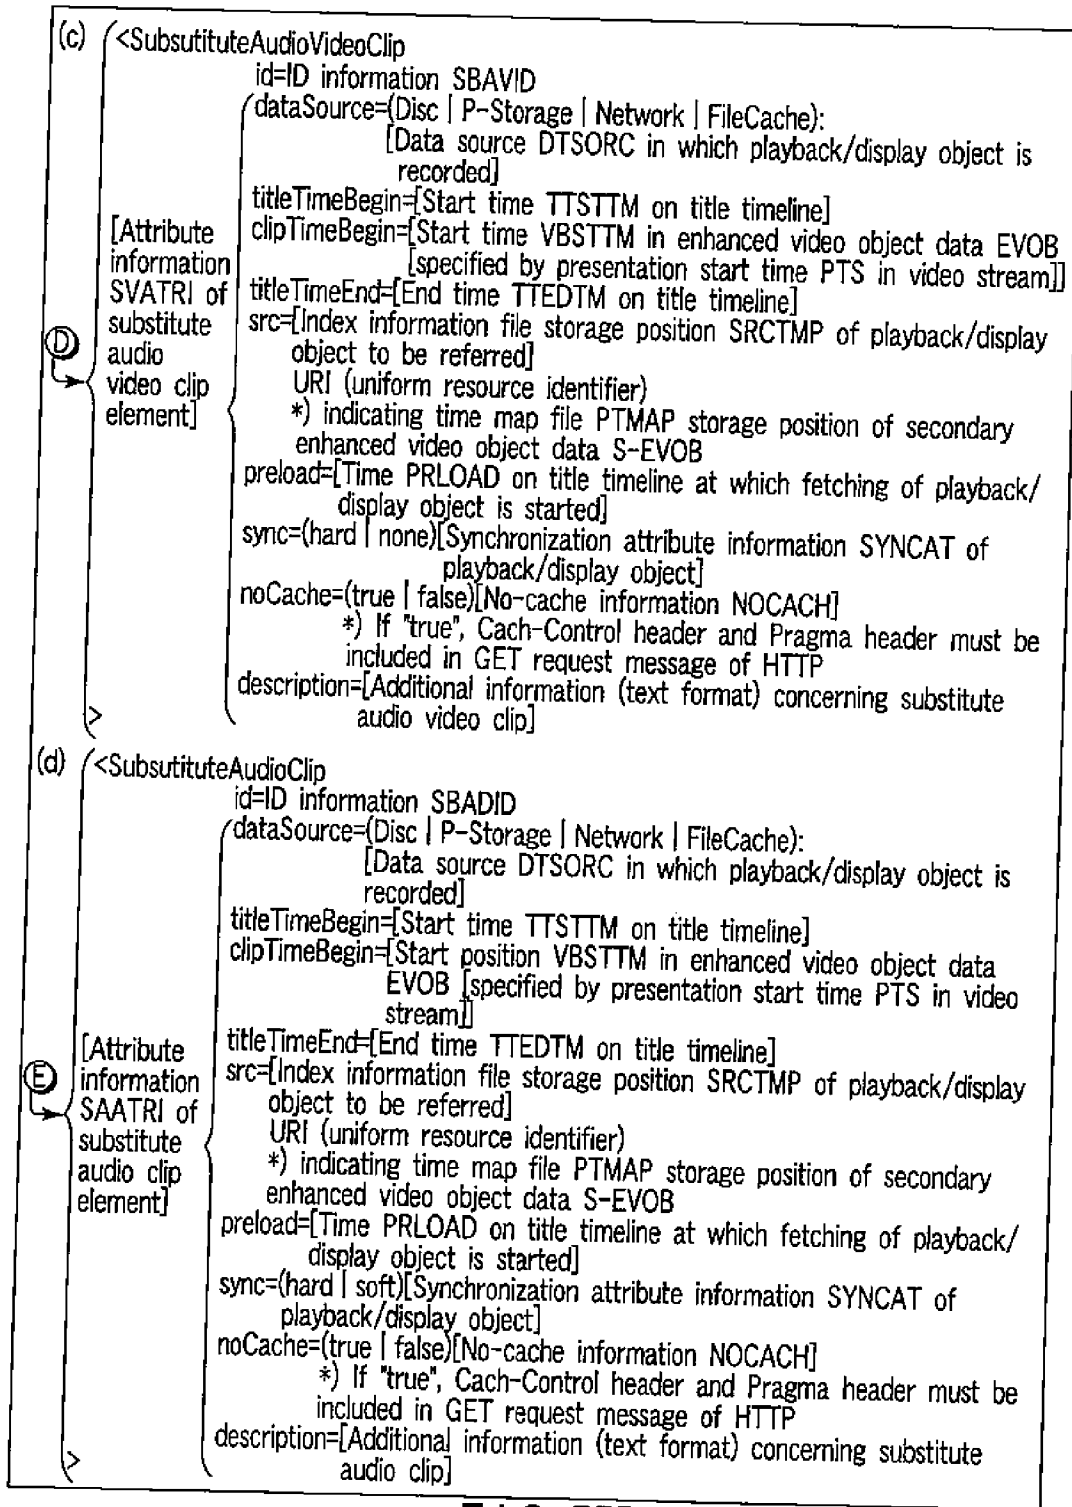 (c) <SubsutituteAudioVideoClip
id=ID information SBAVID
dataSource=(Disc | P-Storage | Network | FileCache):
[Data source DTSORC in which playback/display object is
recorded]
titleTimeBegin=[Start time TTSTTM on title timeline]
clipTimeBegin=[Start time VBSTTM in enhanced video object data EVOB
[specified by presentation start time PTS in video stream]]
titleTimeEnd=[End time TTEDTM on title timeline]
src=[Index information file storage position SRCTMP of playback/display
object to be referred]
URI (uniform resource identifier)
*) indicating time map file PTMAP storage position of secondary
enhanced video object data S-EVOB
preload=[Time PRLOAD on title timeline at which fetching of playback/
display object is started]
sync=(hard | none)[Synchronization attribute information SYNCAT of
playback/display object]
noCache=(true | false)[No-cache information NOCACH]
*) If "true", Cach-Control header and Pragma header must be
included in GET request message of HTTP
description=[Additional information (text format) concerning substitute
audio video clip]
>
[Attribute
information
SVATRI of
substitute
audio
video clip
element]
D
(d) <SubsutituteAudioClip
id=ID information SBADID
dataSource=(Disc | P-Storage | Network | FileCache):
[Data source DTSORC in which playback/display object is
recorded]
titleTimeBegin=[Start time TTSTTM on title timeline]
clipTimeBegin=[Start position VBSTTM in enhanced video object data
EVOB [specified by presentation start time PTS in video
stream]]
titleTimeEnd=[End time TTEDTM on title timeline]
src=[Index information file storage position SRCTMP of playback/display
object to be referred]
URI (uniform resource identifier)
*) indicating time map file PTMAP storage position of secondary
enhanced video object data S-EVOB
preload=[Time PRLOAD on title timeline at which fetching of playback/
display object is started]
sync=(hard | soft)[Synchronization attribute information SYNCAT of
playback/display object]
noCache=(true | false)[No-cache information NOCACH]
*) If "true", Cach-Control header and Pragma header must be
included in GET request message of HTTP
description=[Additional information (text format) concerning substitute
audio clip]
>
[Attribute
information
SAATRI of
substitute
audio clip
element]
E